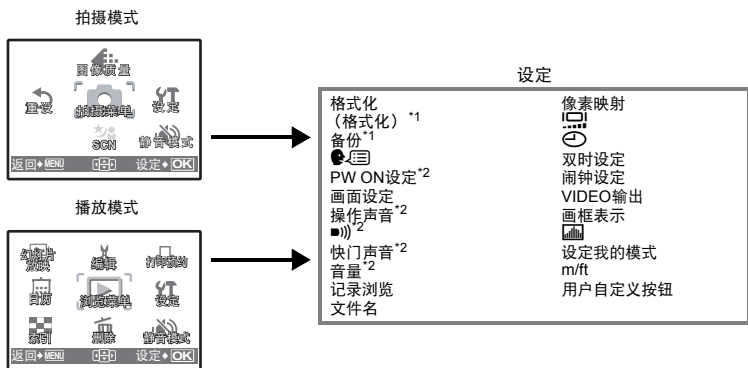 拍摄模式
图像质量
重设
拍摄菜单
设定
SCN
静音模式
返回 MENU
设定 OK
播放模式
幻灯片放映
编辑
打印预约
日历
浏览菜单
设定
索引
删除
静音模式
返回 MENU
设定 OK
设定
格式化
（格式化）*1
备份*1
PW ON设定*2
画面设定
操作声音*2
*2
快门声音*2
音量*2
记录浏览
文件名
像素映射
双时设定
闹钟设定
VIDEO输出
画框表示
设定我的模式
m/ft
用户自定义按钮